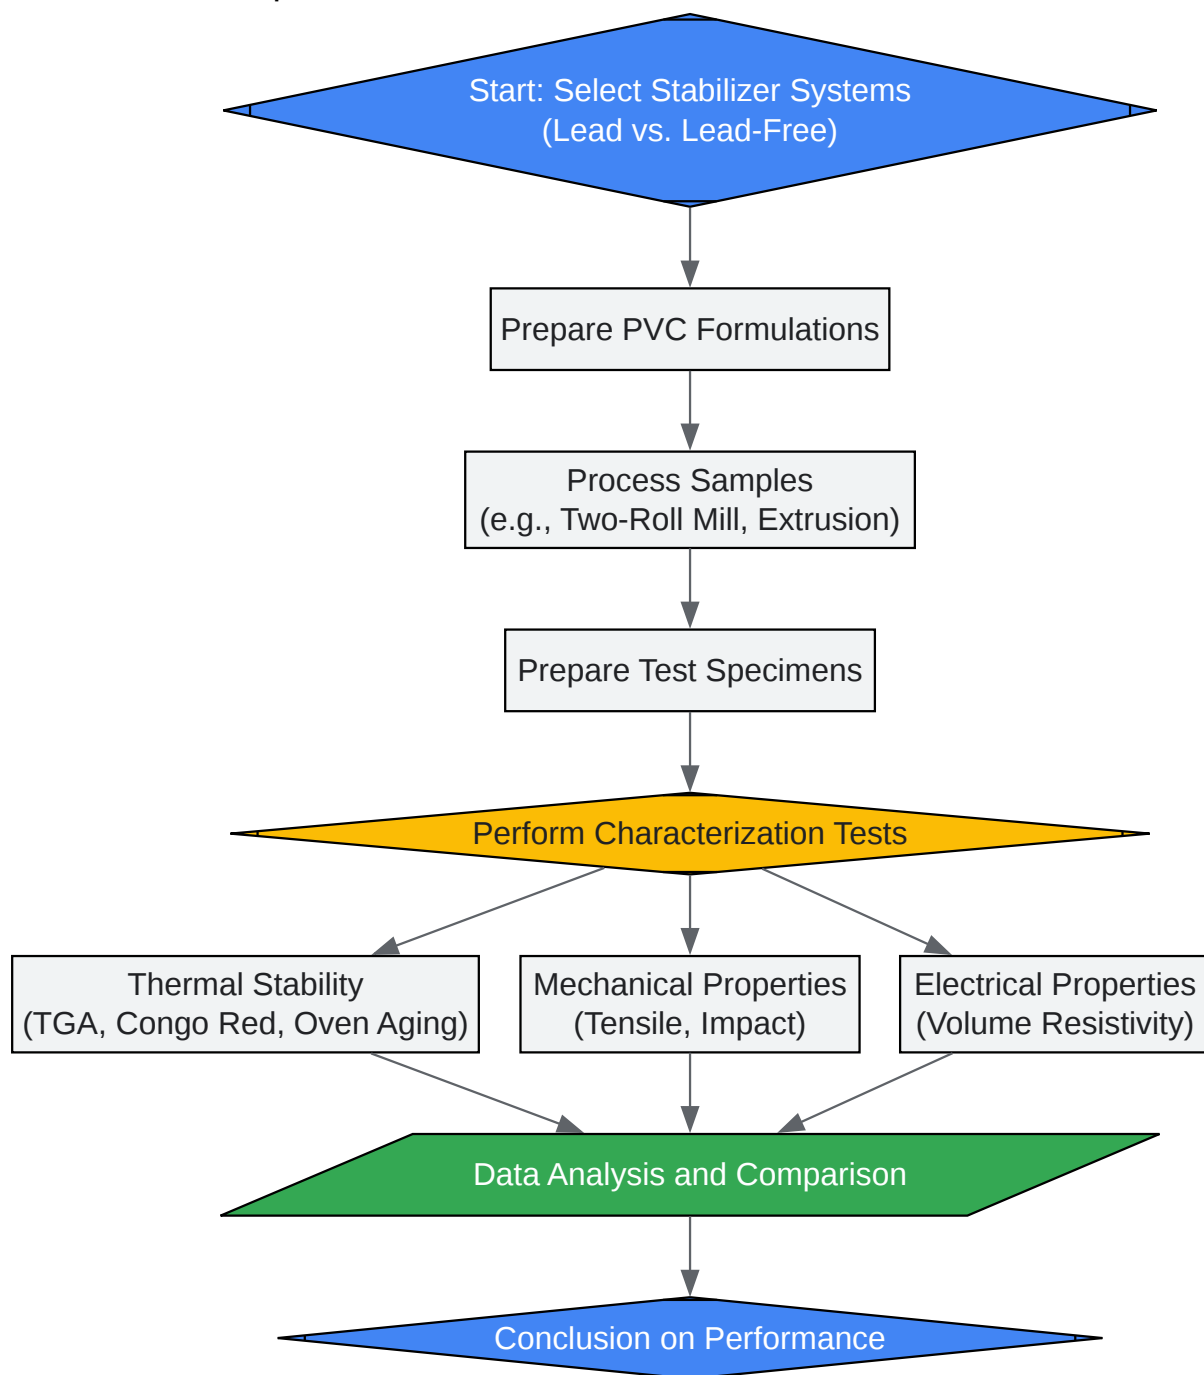 Start: Select Stabilizer Systems
(Lead vs. Lead-Free)
Prepare PVC Formulations
Process Samples
(e.g., Two-Roll Mill, Extrusion)
Prepare Test Specimens
Perform Characterization Tests
Thermal Stability
(TGA, Congo Red, Oven Aging)
Mechanical Properties
(Tensile, Impact)
Electrical Properties
(Volume Resistivity)
Data Analysis and Comparison
Conclusion on Performance